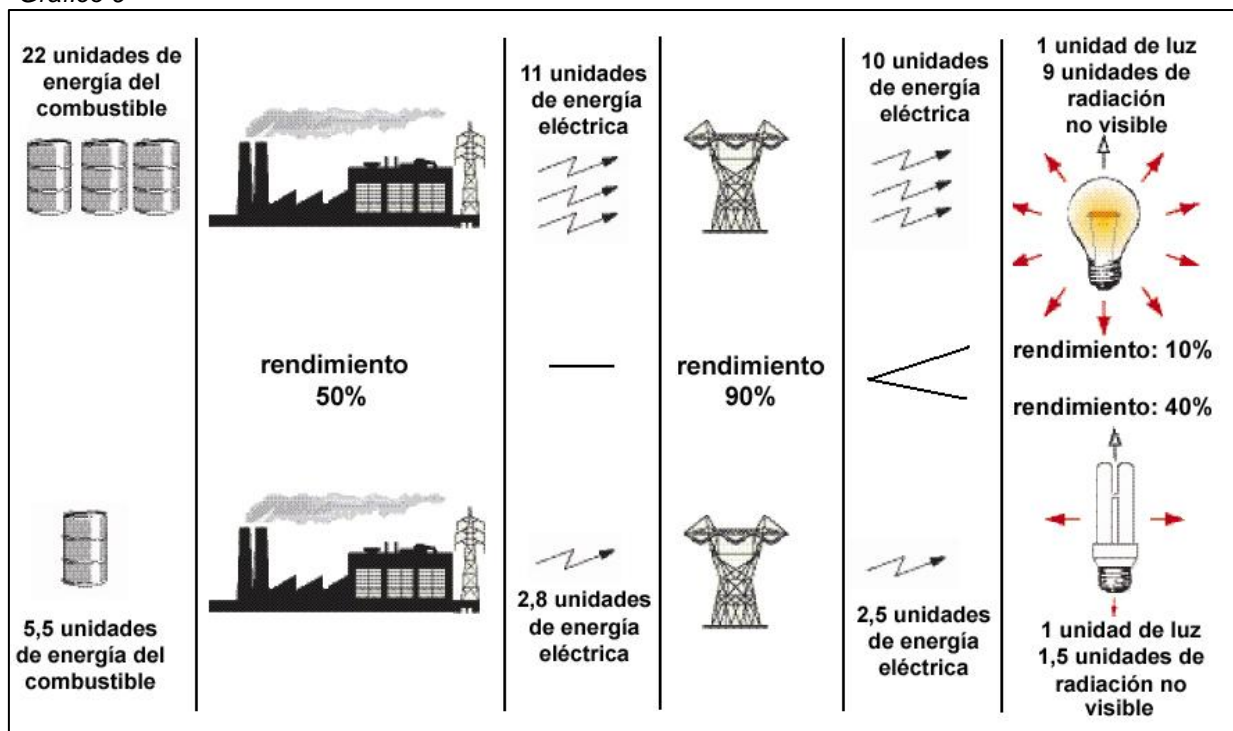 22 unidades de
energía del
combustible
11 unidades
de energía
eléctrica
10 unidades
de energía
eléctrica
1 unidad de luz
9 unidades de
radiación
no visible
rendimiento
50%
rendimiento
90%
rendimiento: 10%
rendimiento: 40%
5,5 unidades
de energía del
combustible
2,8 unidades
de energía
eléctrica
2,5 unidades
de energía
eléctrica
1 unidad de luz
1,5 unidades de
radiación no
visible